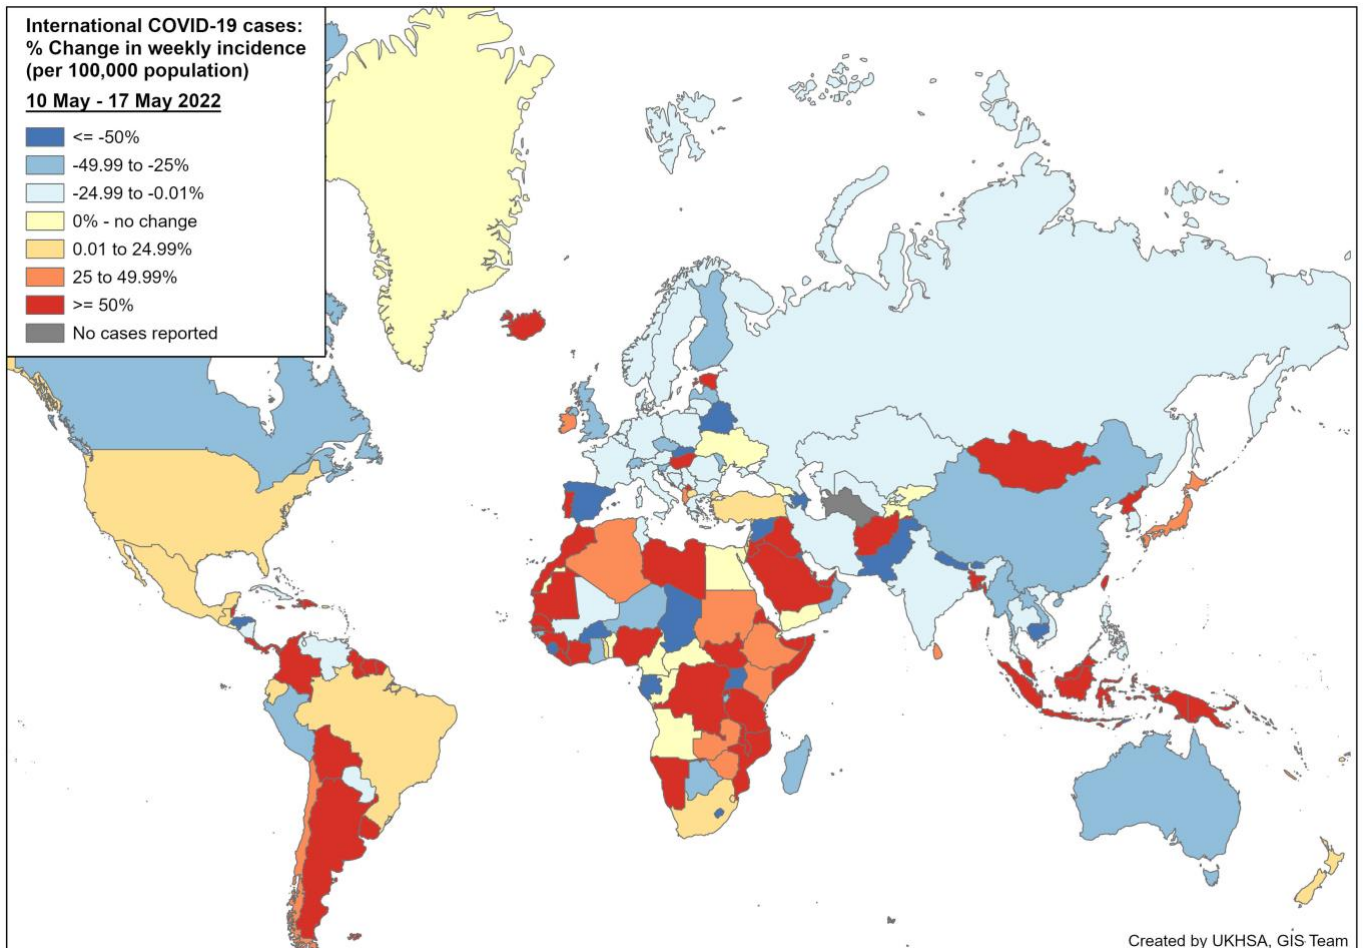 International COVID-19 cases:
% Change in weekly incidence
(per 100,000 population)
10 May - 17 May 2022
<= -50%
-49.99 to -25%
-24.99 to -0.01%
0% - no change
0.01 to 24.99%
25 to 49.99%
>= 50%
No cases reported
Created by UKHSA, GIS Team